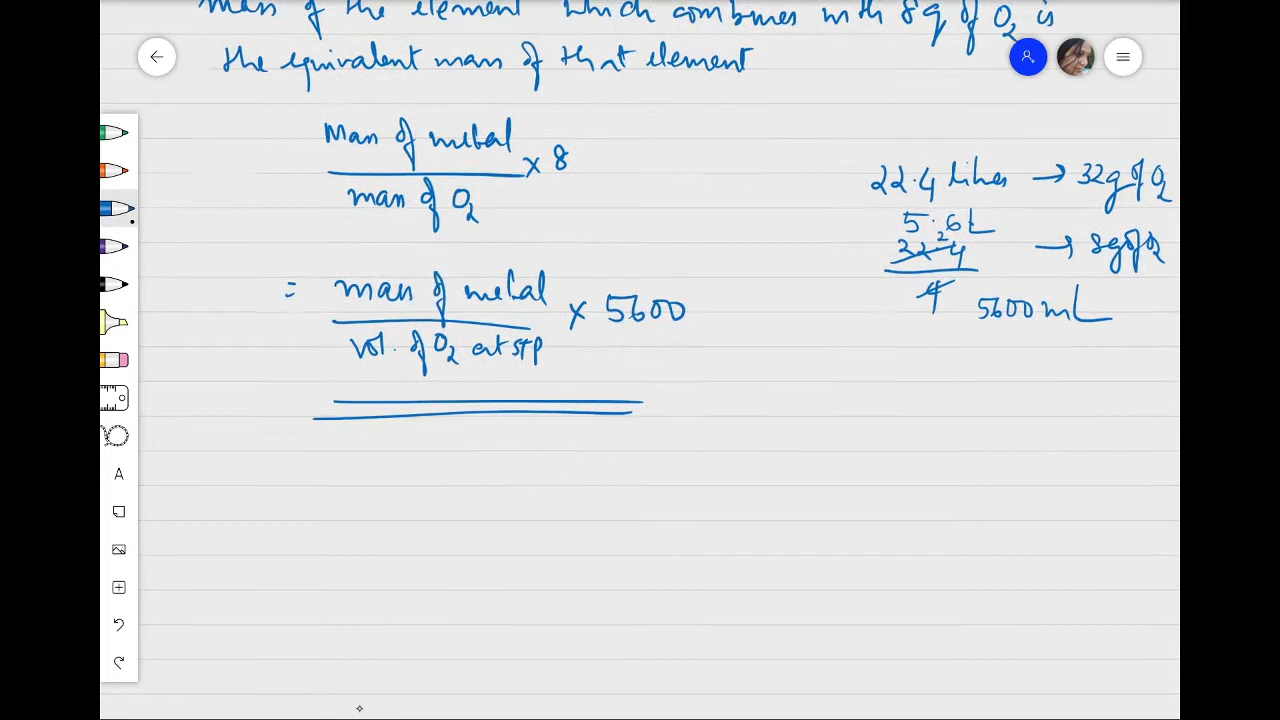 mass of the element which combines with 8g of O₂ is
the equivalent mass of that element
Mass of metal
———————— × 8
mass of O₂
= mass of metal
———————— × 5600
vol. of O₂ at stp
22.4 litres → 32g of O₂
5.6L
22.4 → 8g of O₂
4 5600 mL
A